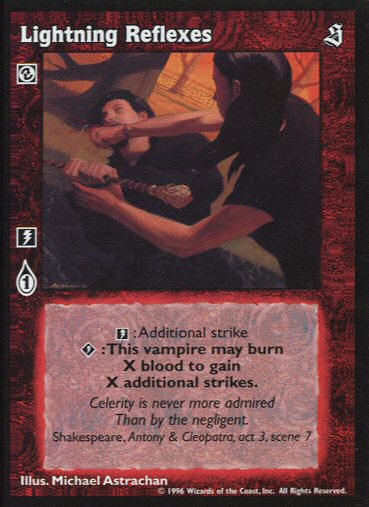 Lightning Reflexes
1
: Additional strike
:This vampire may burn
X blood to gain
X additional strikes.
Celerity is never more admired
Than by the negligent.
Shakespeare, Antony & Cleopatra, act 3, scene 7
Illus. Michael Astrachan
© 1996 Wizards of the Coast, Inc. All Rights Reserved.